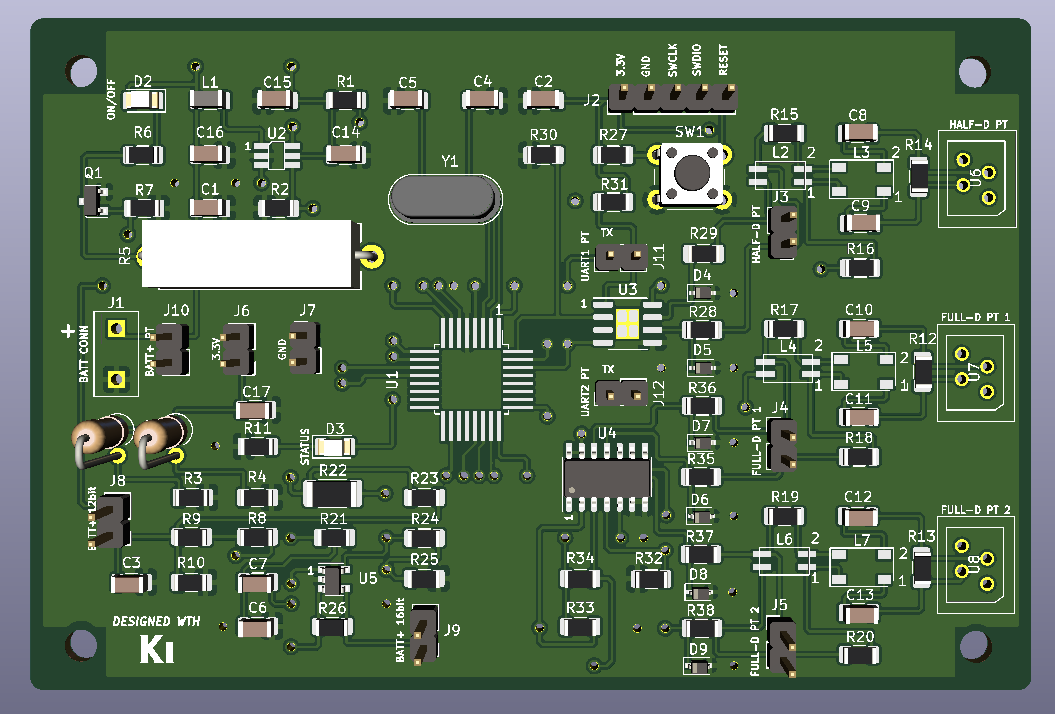 3.3V GND SWCLK SWDIO RESET
ON/OFF D2 L1 C15 R1 C5 C4 C2 J2
SW1 R15 C8 HALF-D PT
R6 C16 U2 C14 R30 R27 L2 2 L3 2 R14
1 Y1 U6
Q1 R7 C1 R2 R31 1 1 J3 C9
R5 UART1 PT TX J11 R29 HALF-D PT R16
D4
J1 U3
+ BATT CONN J10 BATT+ PT J6 3.3V J7 GND 1 1 R28 R17 C10 FULL-D PT 1
U1 D5 L4 2 L5 2 R12 U7
UART2 PT TX J12 R36 1 1
C17 C11
R11 STATUS D3 U4 D7 J4 FULL-D PT 1 R18
R3 R4 R22 R23 R35
J8 BATT+ 12bit D6 R19 C12 FULL-D PT 2
R9 R8 R21 R24 1 R37 L6 2 L7 2 R13
C3 R10 C7 1 U5 R25 R34 R32 D8 1 1 U8
C6 R26 BATT+ 16bit J9 R33 R38 J5 FULL-D PT 2 C13
DESIGNED WTH
KI
D9 R20